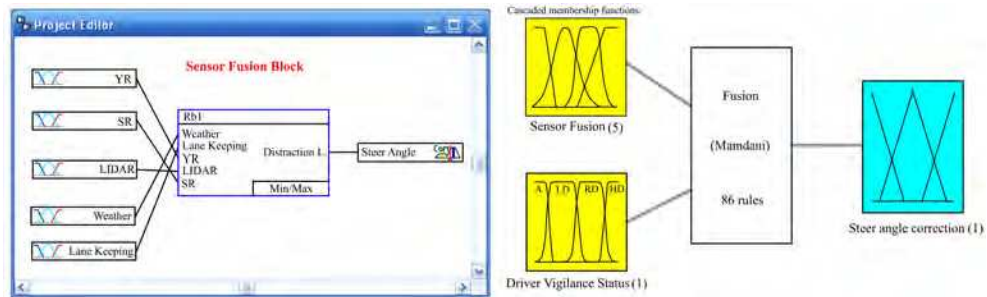 Project Editor
Sensor Fusion Block
YR
SR
LIDAR
Weather
Lane Keeping
Rb1
Weather
Lane Keeping
YR
LIDAR
SR
Distraction L.
Min/Max
Steer Angle
Cascaded membership functions
Sensor Fusion (5)
A LD RD HD
Driver Vigilance Status (1)
Fusion
(Mamdani)
86 rules
Steer angle correction (1)